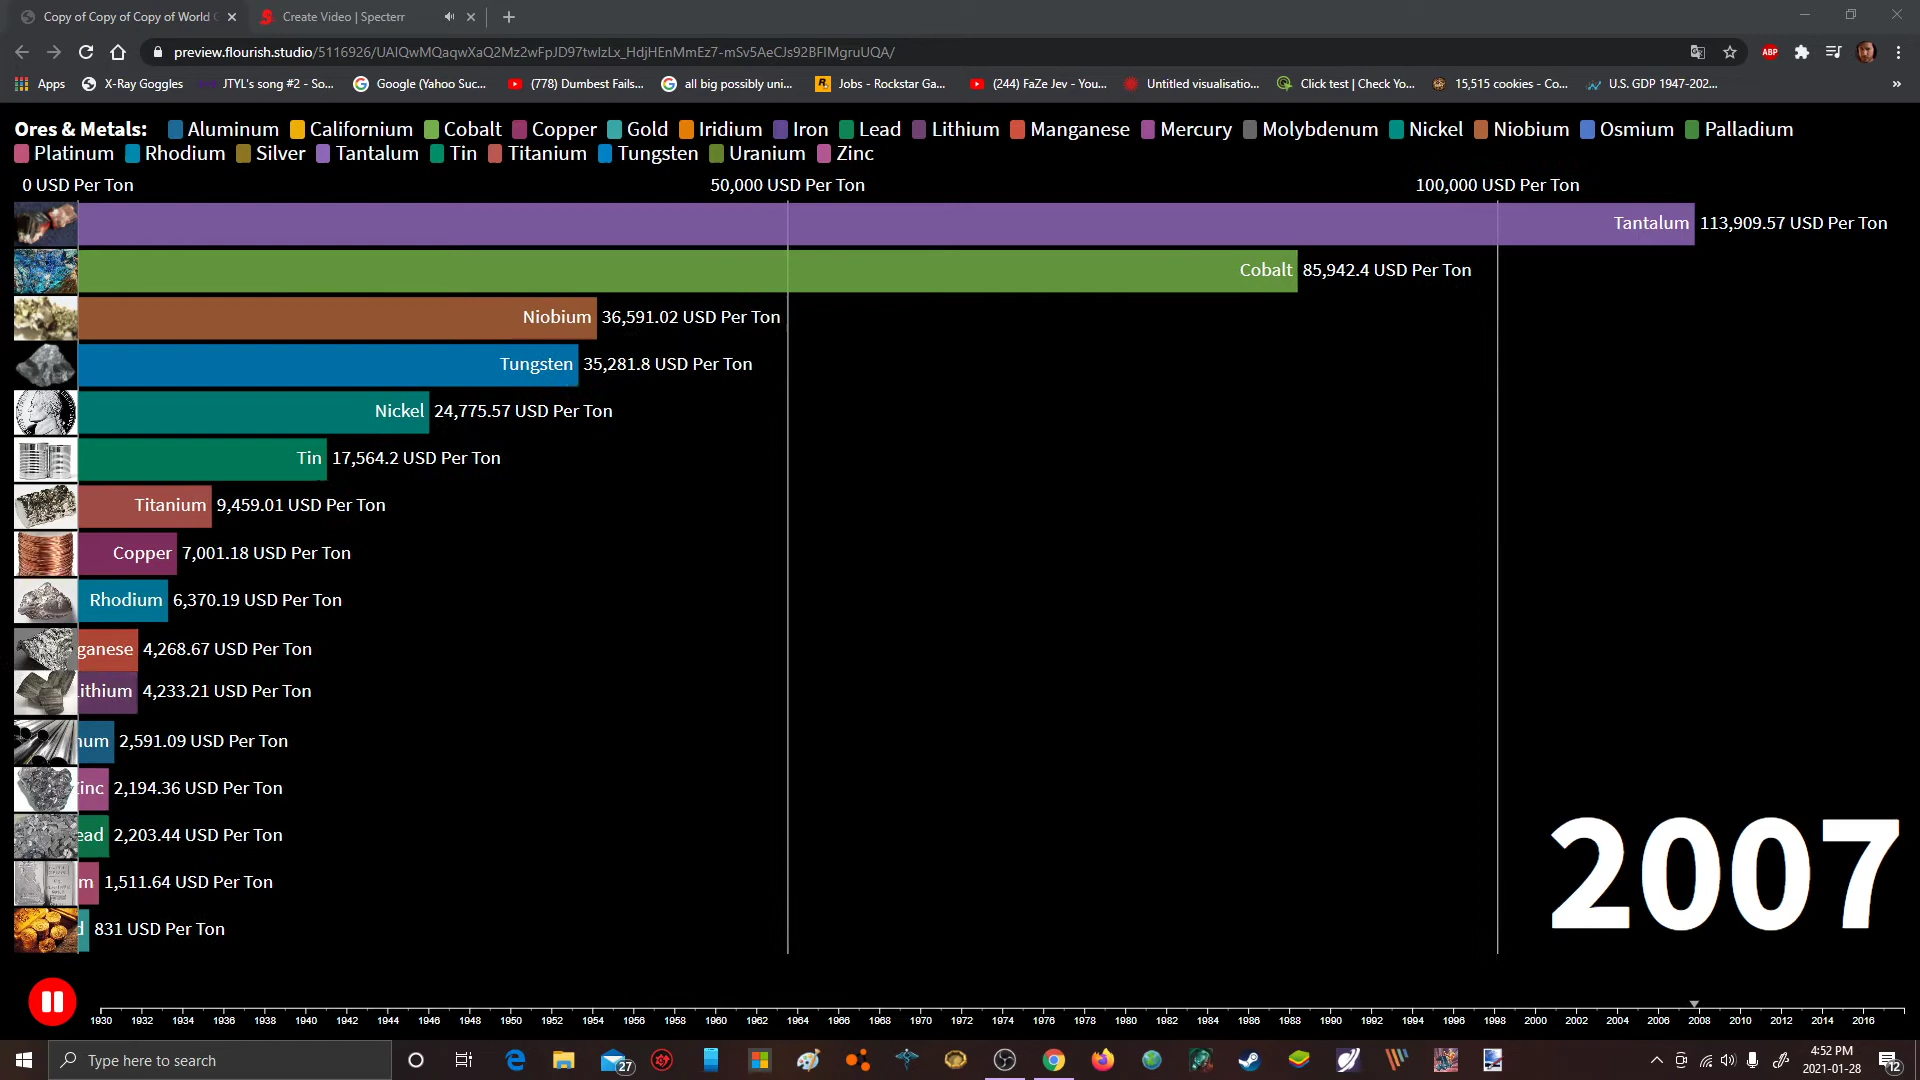 Copy of Copy of Copy of World
Create Video | Specterr
preview.flourish.studio/5116926/UAlQwMQaqwXaQ2Mz2wFpJD97twIzLx_HdjHEnMmEz7-mSv5AeCJs92BFIMgruUQA/
Apps X-Ray Goggles JTYL's song #2 - So... Google (Yahoo Suc... (778) Dumbest Fails... all big possibly uni... Jobs - Rockstar Ga... (244) FaZe Jev - You... Untitled visualisatio... Click test | Check Yo... 15,515 cookies - Co... U.S. GDP 1947-202... »
Ores & Metals: Aluminum Californium Cobalt Copper Gold Iridium Iron Lead Lithium Manganese Mercury Molybdenum Nickel Niobium Osmium Palladium
Platinum Rhodium Silver Tantalum Tin Titanium Tungsten Uranium Zinc
0 USD Per Ton 50,000 USD Per Ton 100,000 USD Per Ton
Tantalum 113,909.57 USD Per Ton
Cobalt 85,942.4 USD Per Ton
Niobium 36,591.02 USD Per Ton
Tungsten 35,281.8 USD Per Ton
Nickel 24,775.57 USD Per Ton
Tin 17,564.2 USD Per Ton
Titanium 9,459.01 USD Per Ton
Copper 7,001.18 USD Per Ton
Rhodium 6,370.19 USD Per Ton
ganese 4,268.67 USD Per Ton
ithium 4,233.21 USD Per Ton
num 2,591.09 USD Per Ton
inc 2,194.36 USD Per Ton
ead 2,203.44 USD Per Ton
m 1,511.64 USD Per Ton
d 831 USD Per Ton
2007
1930 1932 1934 1936 1938 1940 1942 1944 1946 1948 1950 1952 1954 1956 1958 1960 1962 1964 1966 1968 1970 1972 1974 1976 1978 1980 1982 1984 1986 1988 1990 1992 1994 1996 1998 2000 2002 2004 2006 2008 2010 2012 2014 2016
Type here to search
27
4:52 PM
2021-01-28
12